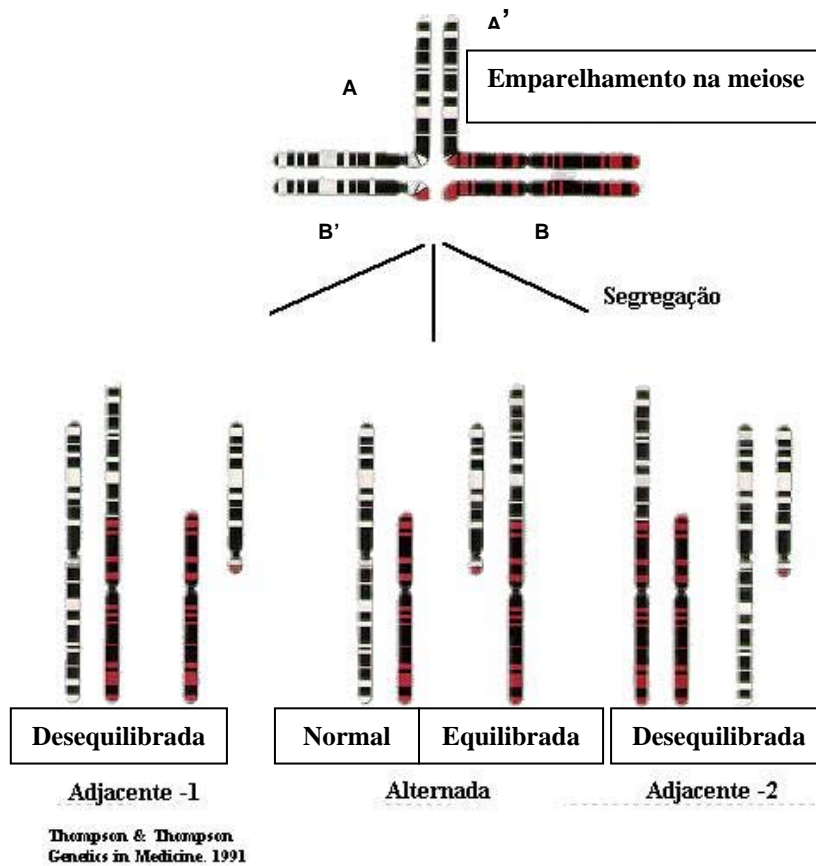 A'
Emparelhamento na meiose
A
B' B
Segregação
Desequilibrada Normal Equilibrada Desequilibrada
Adjacente -1 Alternada Adjacente -2
Thompson & Thompson
Genetics in Medicine. 1991